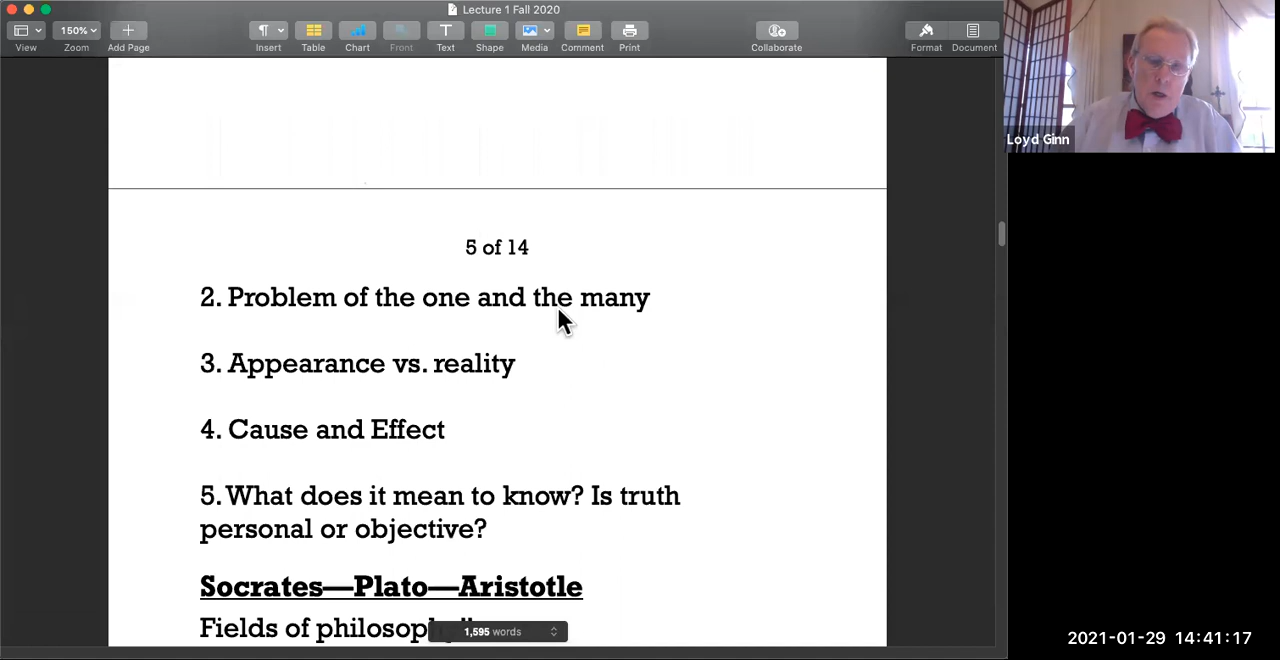 Lecture 1 Fall 2020
150%
View
Zoom
Add Page
Insert
Table
Chart
Front
Text
Shape
Media
Comment
Print
Collaborate
Format
Document
Loyd Ginn
5 of 14
2. Problem of the one and the many
3. Appearance vs. reality
4. Cause and Effect
5. What does it mean to know? Is truth
personal or objective?
Socrates—Plato—Aristotle
Fields of
1,595 words
2021-01-29 14:41:17